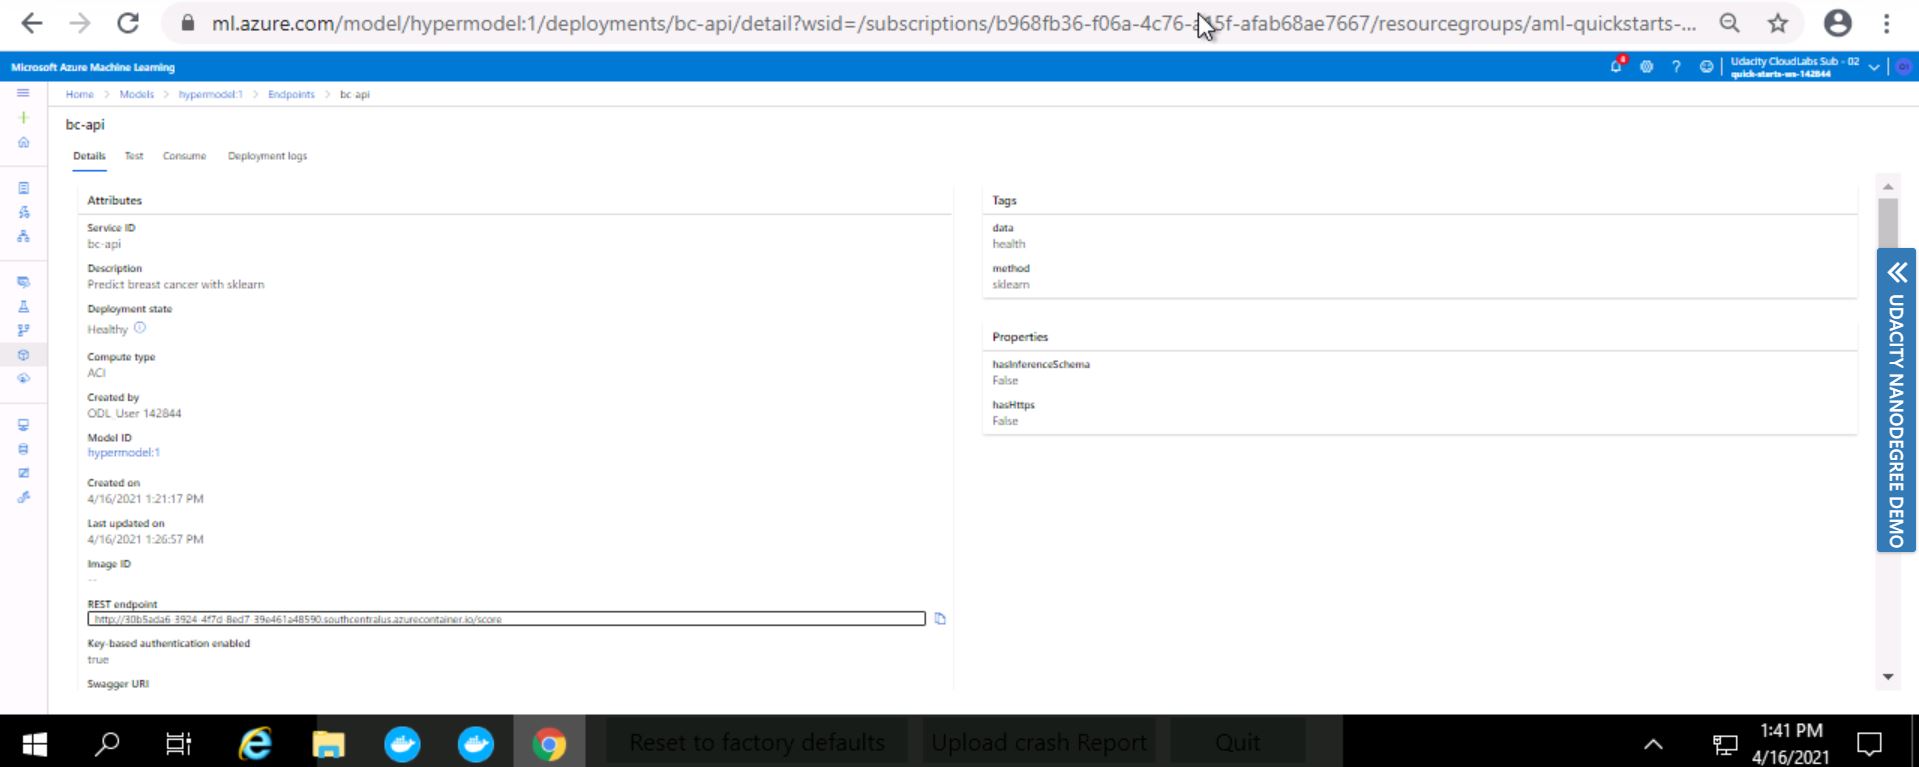 ml.azure.com/model/hypermodel:1/deployments/bc-api/detail?wsid=/subscriptions/b968fb36-f06a-4c76- 5f-afab68ae7667/resourcegroups/aml-quickstarts-...
Microsoft Azure Machine Learning
Udacity CloudLabs Sub - 02
quick-starts-ws-142844
Home > Models > hypermodel:1 > Endpoints > bc-api
bc-api
Details Test Consume Deployment logs
Attributes
Service ID
bc-api
Description
Predict breast cancer with sklearn
Deployment state
Healthy
Compute type
ACI
Created by
ODL_User 142844
Model ID
hypermodel:1
Created on
4/16/2021 1:21:17 PM
Last updated on
4/16/2021 1:26:57 PM
Image ID
--
REST endpoint
http://30b5ada6-3924-4f7d-8ed7-39e461a48590.southcentralus.azurecontainer.io/score
Key-based authentication enabled
true
Swagger URI
Tags
data
health
method
sklearn
Properties
hasInferenceSchema
False
hasHttps
False
UDACITY NANODEGREE DEMO
Reset to factory defaults Upload crash Report Quit
1:41 PM
4/16/2021